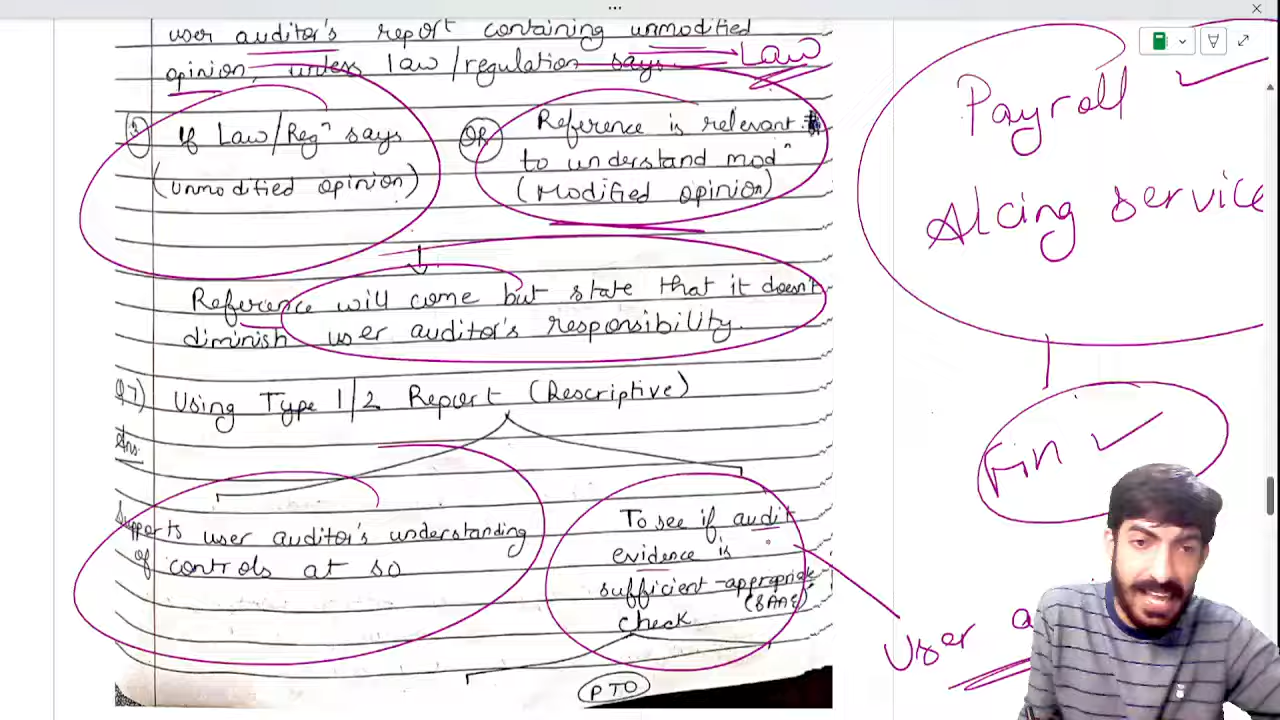 user auditor's report containing unmodified
opinion, unless law/regulation says. Law
③ If Law/Regⁿ says
(unmodified opinion)
OR
Reference is relevant
to understand modⁿ
(Modified opinion)
Reference will come but state that it doesn't
diminish user auditor's responsibility.
Q7) Using Type 1/2 Report (Descriptive)
Ans.
Supports user auditor's understanding
of controls at SO
To see if audit
evidence is
sufficient-appropriate
(SAAE)
check
PTO
Payroll
service
Fin
User a